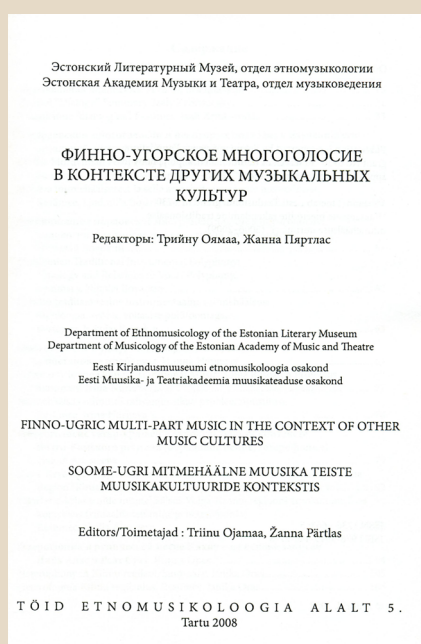 Эстонский Литературный Музей, отдел этномузыкологии
Эстонская Академия Музыки и Театра, отдел музыковедения
ФИННО-УГОРСКОЕ МНОГОГОЛОСИЕ
В КОНТЕКСТЕ ДРУГИХ МУЗЫКАЛЬНЫХ
КУЛЬТУР
Редакторы: Трийну Оямаа, Жанна Пяртлас
Department of Ethnomusicology of the Estonian Literary Museum
Department of Musicology of the Estonian Academy of Music and Theatre
Eesti Kirjandusmuuseumi etnomusikoloogia osakond
Eesti Muusika- ja Teatriakadeemia muusikateaduse osakond
FINNO-UGRIC MULTI-PART MUSIC IN THE CONTEXT OF OTHER
MUSIC CULTURES
SOOME-UGRI MITMEHÄÄLNE MUUSIKA TEISTE
MUUSIKAKULTUURIDE KONTEKSTIS
Editors/Toimetajad : Triinu Ojamaa, Žanna Pärtlas
TÖID ETNOMUSIKOLOOGIA ALALT 5.
Tartu 2008